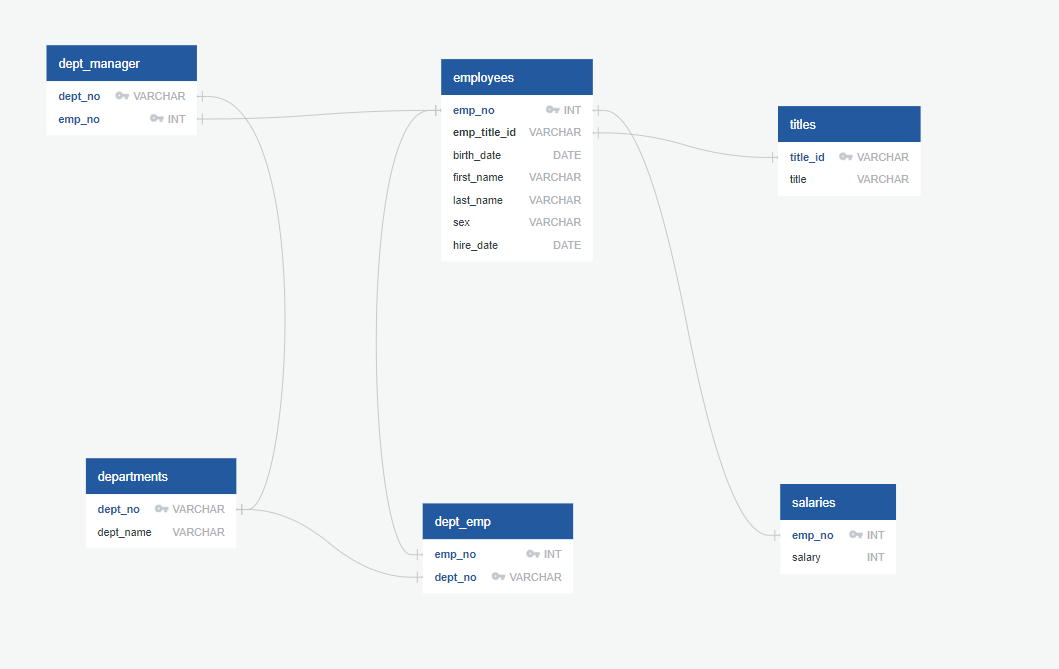 dept_manager
dept_no VARCHAR
emp_no INT
employees
emp_no INT
emp_title_id VARCHAR
birth_date DATE
first_name VARCHAR
last_name VARCHAR
sex VARCHAR
hire_date DATE
titles
title_id VARCHAR
title VARCHAR
departments
dept_no VARCHAR
dept_name VARCHAR
dept_emp
emp_no INT
dept_no VARCHAR
salaries
emp_no INT
salary INT